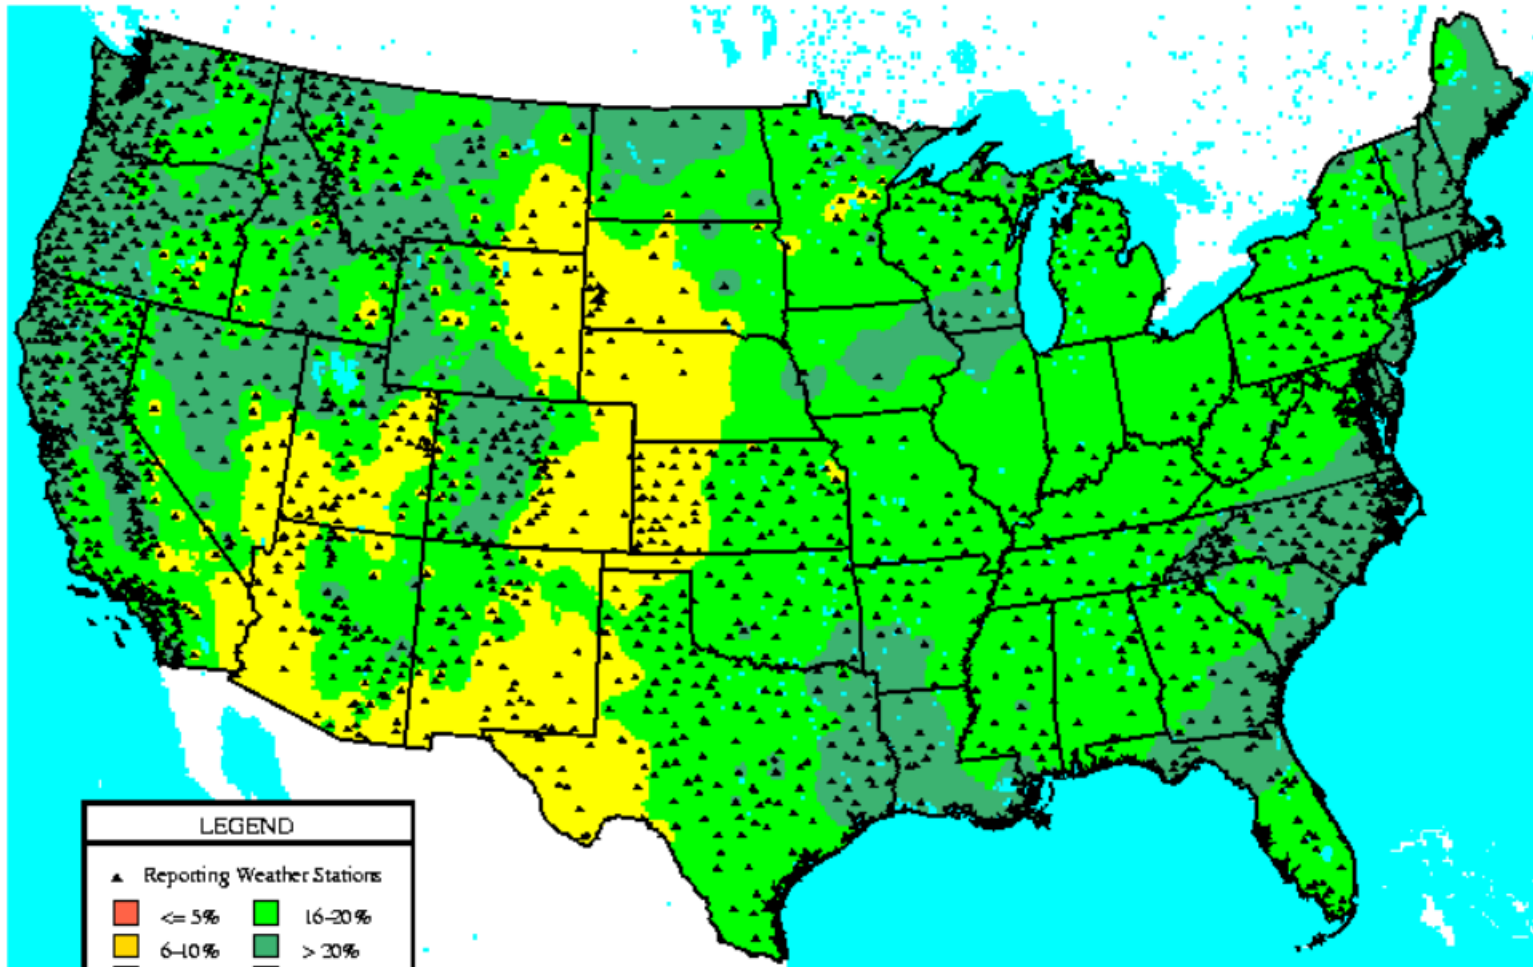 LEGEND
Reporting Weather Stations
<= 5%
16-20%
6-10%
> 20%